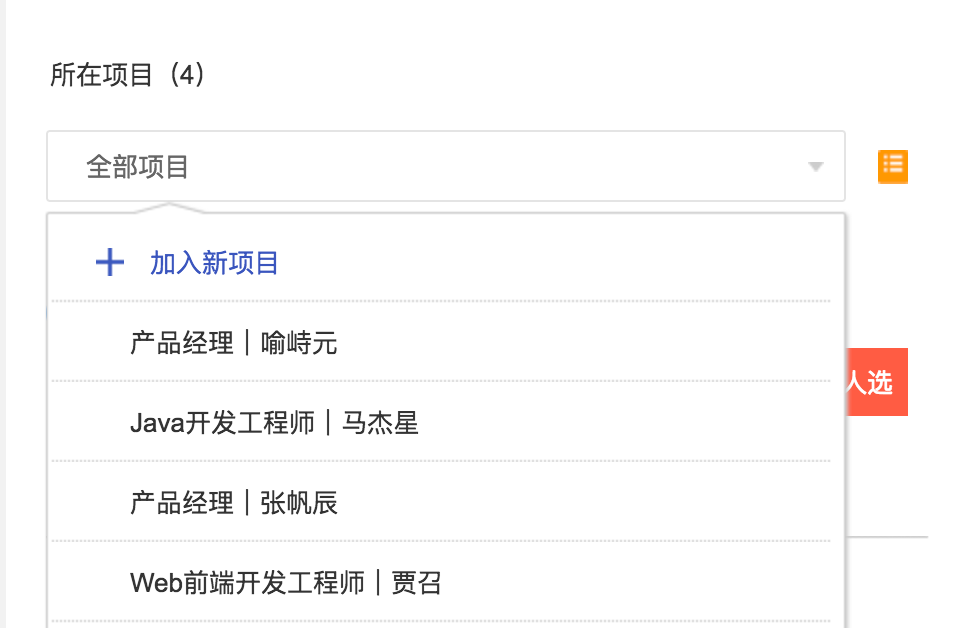 所在项目（4）
全部项目
加入新项目
产品经理｜喻峙元
Java开发工程师｜马杰星
人选
产品经理｜张帆辰
Web前端开发工程师｜贾召